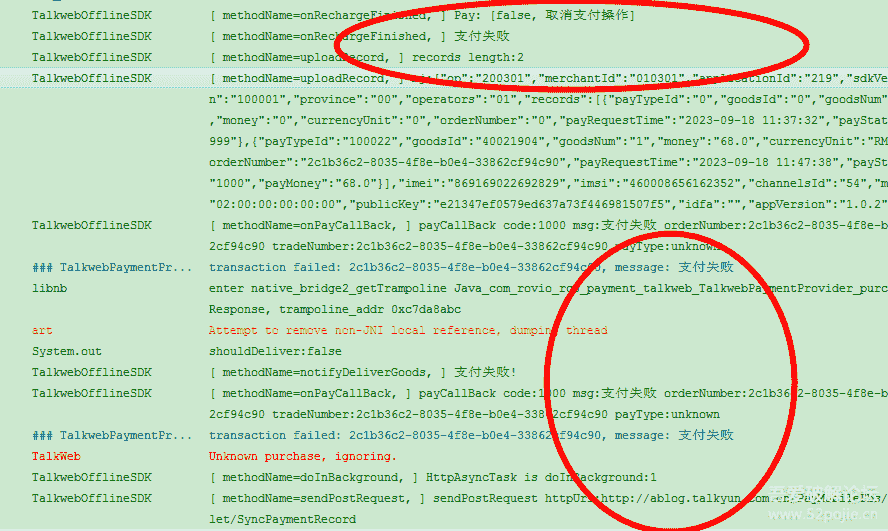 TalkwebOfflineSDK [ methodName=onRechargeFinished, ] Pay: [false, 取消支付操作]
TalkwebOfflineSDK [ methodName=onRechargeFinished, ] 支付失败
TalkwebOfflineSDK [ methodName=uploadRecord, ] records length:2
TalkwebOfflineSDK [ methodName=uploadRecord, ] "op":"200301","merchantId":"010301" "219","sdkVe
n":"100001","province":"00","operators":"01","records":[{"payTypeId":"0","goodsId":"0","goodsNum"
,"money":"0","currencyUnit":"0","orderNumber":"0","payRequestTime":"2023-09-18 11:37:32","payStat
999"},{"payTypeId":"100022","goodsId":"40021904","goodsNum":"1","money":"68.0","currencyUnit":"RM
orderNumber":"2c1b36c2-8035-4f8e-b0e4-33862cf94c90","payRequestTime":"2023-09-18 11:47:38","paySt
"1000","payMoney":"68.0"}],"imei":"869169022692829","imsi":"460008656162352","channelsId":"54","m
"02:00:00:00:00:00","publicKey":"e21347ef0579ed637a73f446981507f5","idfa":"","appVersion":"1.0.2"
TalkwebOfflineSDK [ methodName=onPayCallBack, ] payCallBack code:1000 msg:支付失败 orderNumber:2c1b36c2-8035-4f8e-b
2cf94c90 tradeNumber:2c1b36c2-8035-4f8e-b0e4-33862cf94c90 payType:unknown
### TalkwebPaymentPr... transaction failed: 2c1b36c2-8035-4f8e-b0e4-33862cf94c90, message: 支付失败
libnb enter native_bridge2_getTrampoline Java_com_rovio_rcs_payment_talkweb_TalkwebPaymentProvider_purc
Response, trampoline_addr 0xc7da8abc
art Attempt to remove non-JNI local reference, dumping thread
System.out shouldDeliver:false
TalkwebOfflineSDK [ methodName=notifyDeliverGoods, ] 支付失败!
TalkwebOfflineSDK [ methodName=onPayCallBack, ] payCallBack code:1000 msg:支付失败 orderNumber:2c1b36c2-8035-4f8e-b
2cf94c90 tradeNumber:2c1b36c2-8035-4f8e-b0e4-33862cf94c90 payType:unknown
### TalkwebPaymentPr... transaction failed: 2c1b36c2-8035-4f8e-b0e4-33862cf94c90, message: 支付失败
TalkWeb Unknown purchase, ignoring.
TalkwebOfflineSDK [ methodName=doInBackground, ] HttpAsyncTask is doInBackground:1
TalkwebOfflineSDK [ methodName=sendPostRequest, ] sendPostRequest httpUrl:http://ablog.talkyun.com
let/SyncPaymentRecord
吾爱破解论坛
www.52pojie.cn